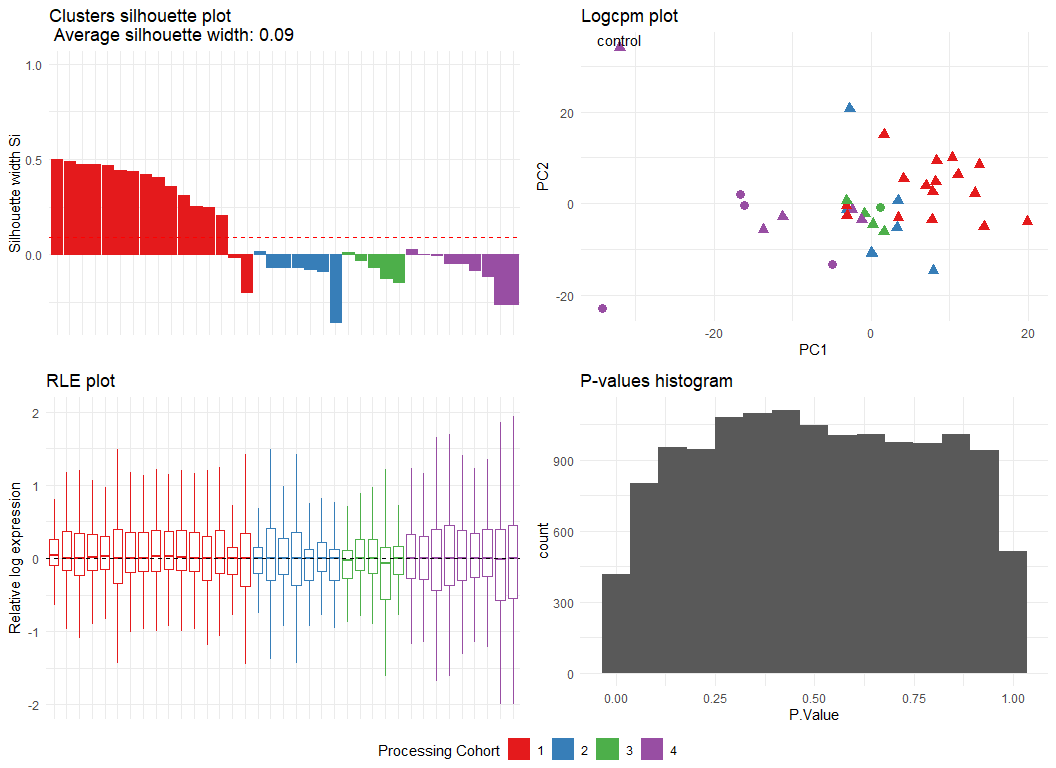 Clusters silhouette plot
Average silhouette width: 0.09
Silhouette width Si
1.0
0.5
0.0
Logcpm plot
control
PC2
20
0
-20
-20
0
20
PC1
RLE plot
Relative log expression
2
1
0
-1
-2
P-values histogram
count
900
600
300
0
0.00
0.25
0.50
0.75
1.00
P.Value
Processing Cohort
1
2
3
4